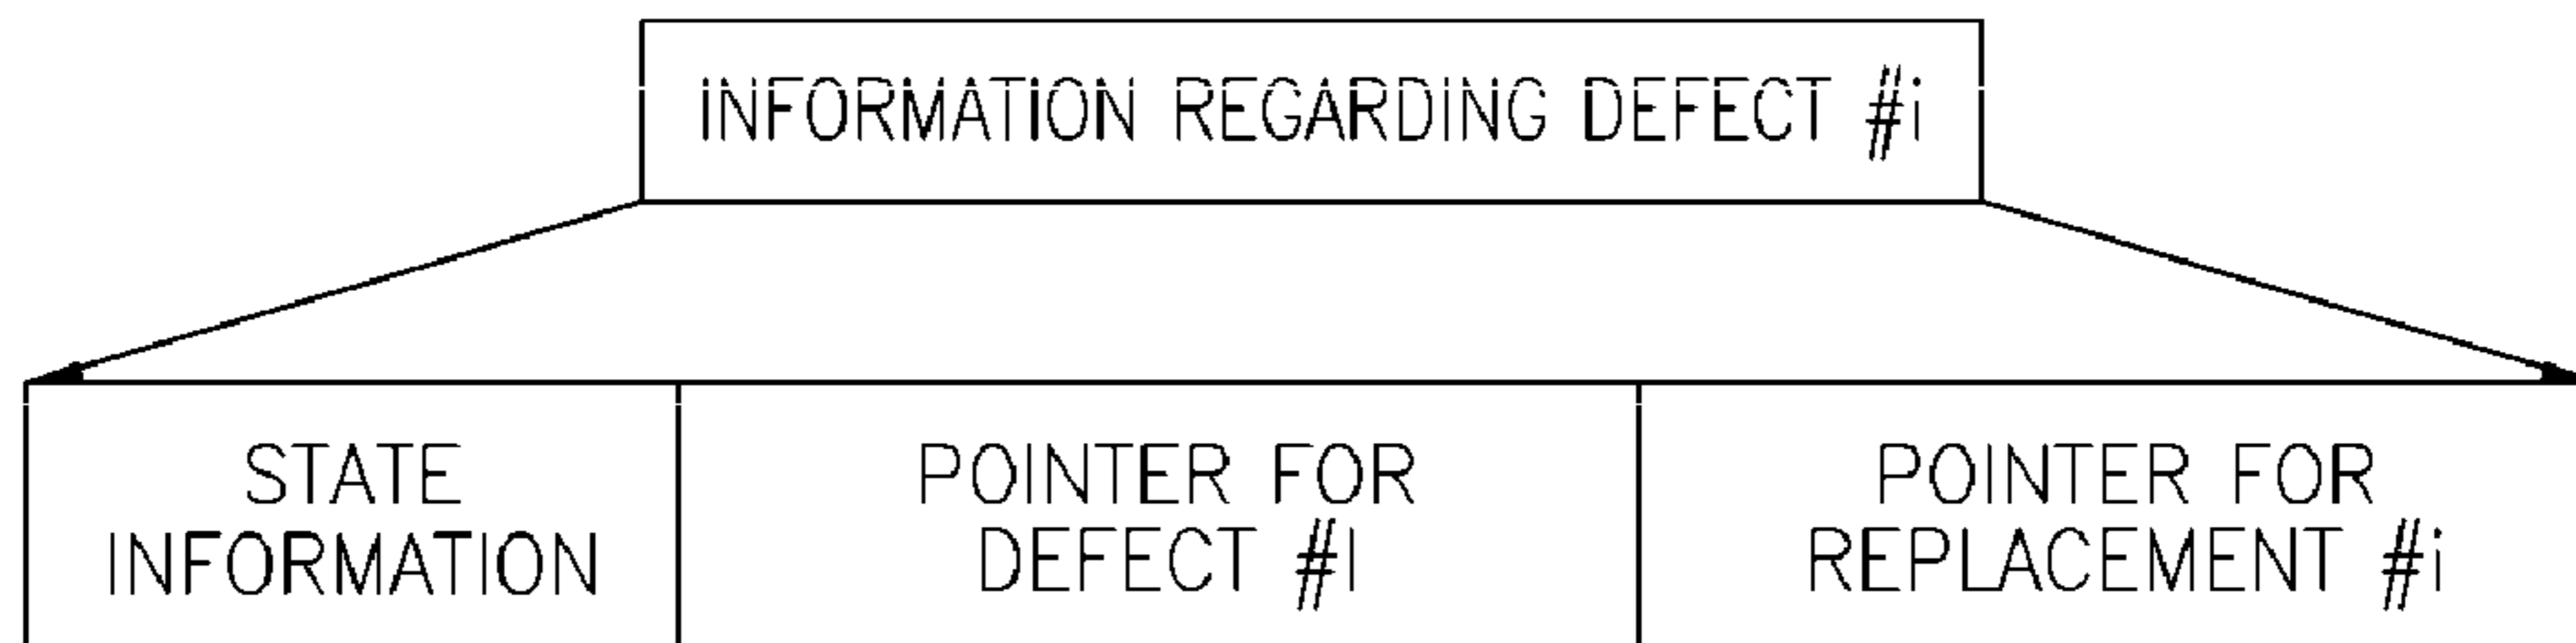 INFORMATION REGARDING DEFECT #i
STATE
INFORMATION
POINTER FOR
DEFECT #I
POINTER FOR
REPLACEMENT #i